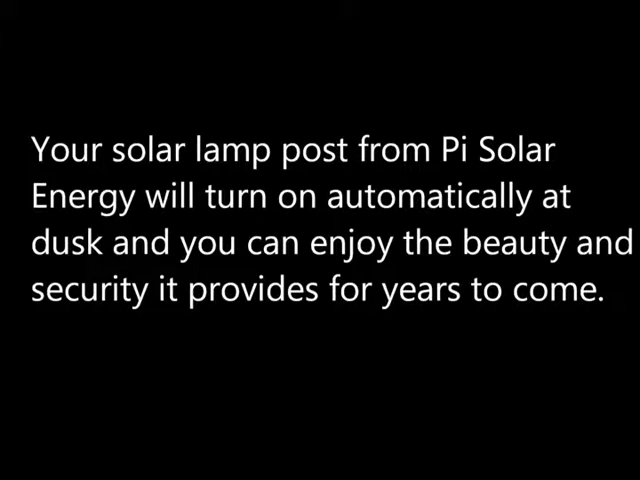 Your solar lamp post from Pi Solar
Energy will turn on automatically at
dusk and you can enjoy the beauty and
security it provides for years to come.